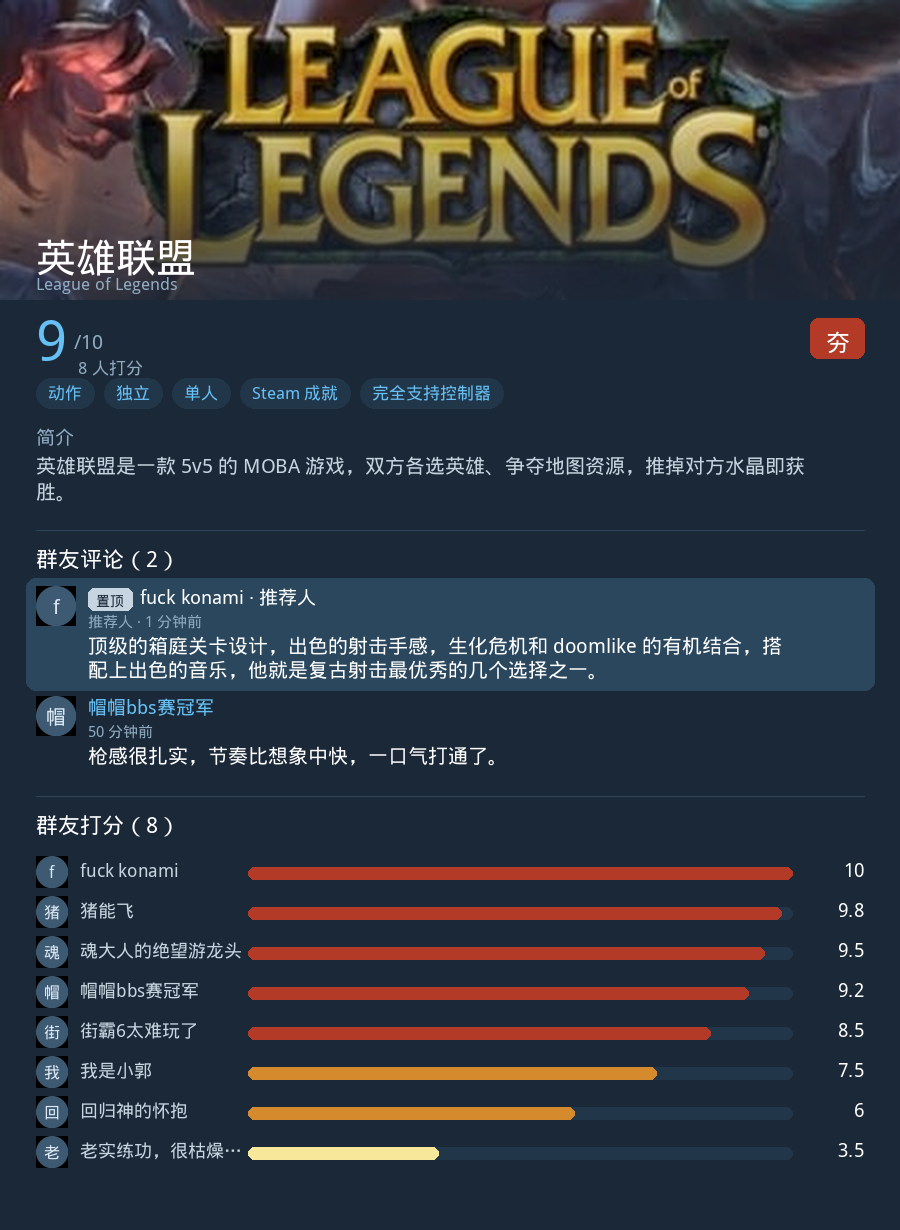 LEAGUE of
LEGENDS
英雄联盟
League of Legends
9 /10
夯
8 人打分
动作 独立 单人 Steam 成就 完全支持控制器
简介
英雄联盟是一款 5v5 的 MOBA 游戏，双方各选英雄、争夺地图资源，推掉对方水晶即获
胜。
群友评论（2）
f 置顶 fuck konami · 推荐人
推荐人 · 1 分钟前
顶级的箱庭关卡设计，出色的射击手感，生化危机和 doomlike 的有机结合，搭
配上出色的音乐，他就是复古射击最优秀的几个选择之一。
帽 帽帽bbs赛冠军
50 分钟前
枪感很扎实，节奏比想象中快，一口气打通了。
群友打分（8）
f fuck konami 10
猪 猪能飞 9.8
魂 魂大人的绝望游龙头 9.5
帽 帽帽bbs赛冠军 9.2
街 街霸6太难玩了 8.5
我 我是小郭 7.5
回 回归神的怀抱 6
老 老实练功，很枯燥… 3.5